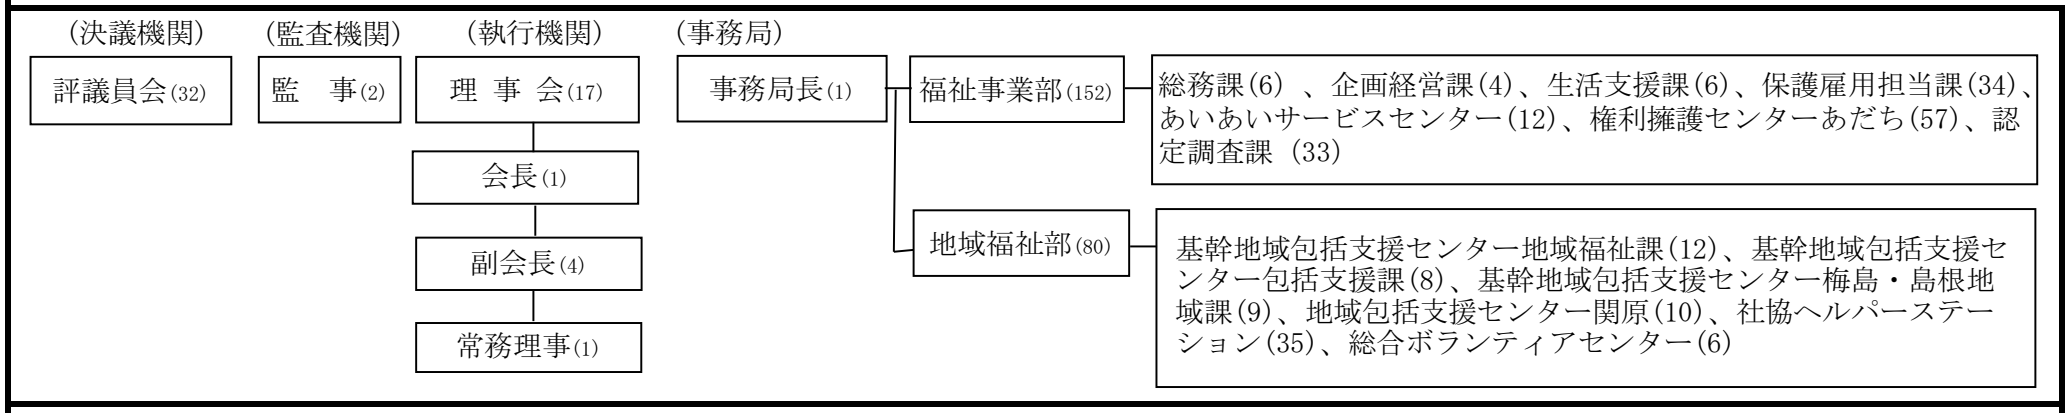 (決議機関)
(監査機関)
(執行機関)
(事務局)
評議員会(32)
監　事(2)
理 事 会(17)
会長(1)
副会長(4)
常務理事(1)
事務局長(1)
福祉事業部(152)
総務課(6) 、企画経営課(4)、生活支援課(6)、保護雇用担当課(34)、
あいあいサービスセンター(12)、権利擁護センターあだち(57)、認
定調査課 (33)
地域福祉部(80)
基幹地域包括支援センター地域福祉課(12)、基幹地域包括支援セ
ンター包括支援課(8)、基幹地域包括支援センター梅島・島根地
域課(9)、地域包括支援センター関原(10)、社協ヘルパーステー
ション(35)、総合ボランティアセンター(6)